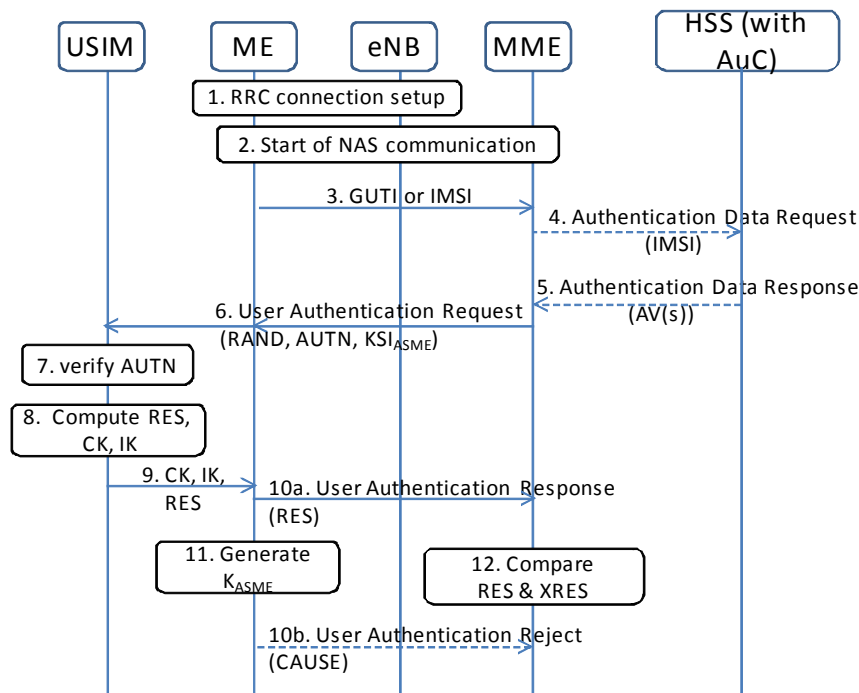 USIM
ME
eNB
MME
HSS (with
AuC)
1. RRC connection setup
2. Start of NAS communication
3. GUTI or IMSI
4. Authentication Data Request
(IMSI)
5. Authentication Data Response
(AV(s))
6. User Authentication Request
(RAND, AUTN, KSIASME)
7. verify AUTN
8. Compute RES,
CK, IK
9. CK, IK,
RES
10a. User Authentication Response
(RES)
11. Generate
KASME
12. Compare
RES & XRES
10b. User Authentication Reject
(CAUSE)